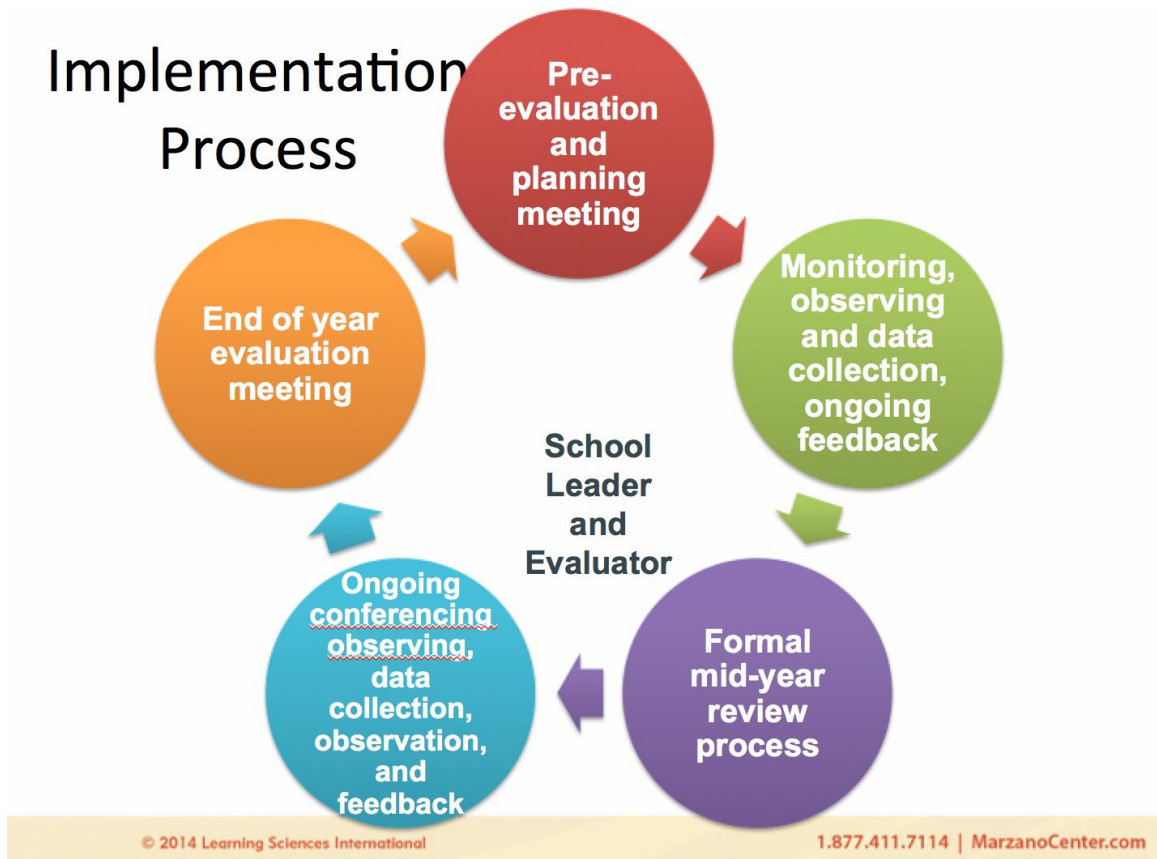 Implementation
Process
Pre-
evaluation
and
planning
meeting
Monitoring,
observing
and data
collection,
ongoing
feedback
Formal
mid-year
review
process
Ongoing
conferencing
observing,
data
collection,
observation,
and
feedback
End of year
evaluation
meeting
School
Leader
and
Evaluator
© 2014 Learning Sciences International
1.877.411.7114 | MarzanoCenter.com